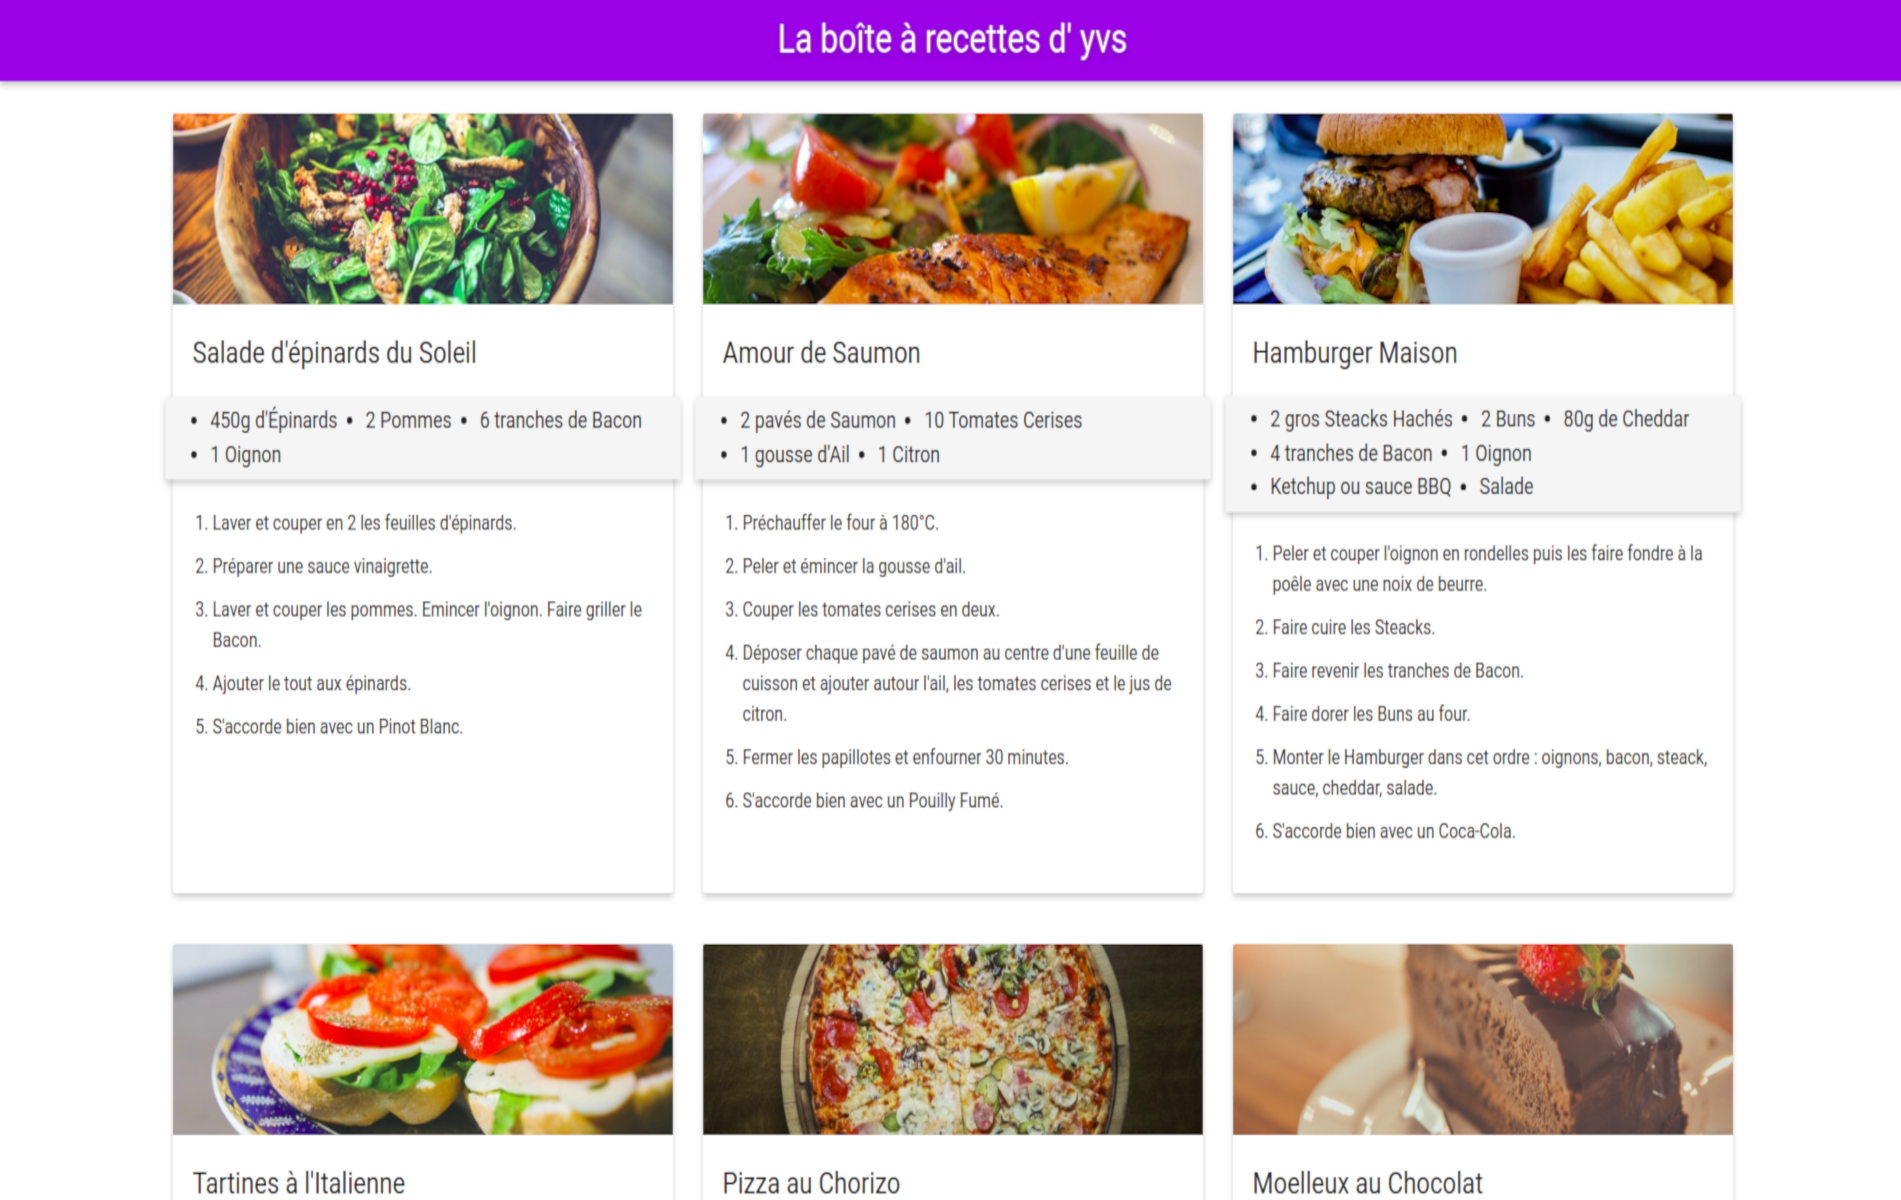 La boîte à recettes d' yvs
Salade d'épinards du Soleil
• 450g d'Épinards • 2 Pommes • 6 tranches de Bacon
• 1 Oignon
1. Laver et couper en 2 les feuilles d'épinards.
2. Préparer une sauce vinaigrette.
3. Laver et couper les pommes. Emincer l'oignon. Faire griller le
Bacon.
4. Ajouter le tout aux épinards.
5. S'accorde bien avec un Pinot Blanc.
Amour de Saumon
• 2 pavés de Saumon • 10 Tomates Cerises
• 1 gousse d'Ail • 1 Citron
1. Préchauffer le four à 180°C.
2. Peler et émincer la gousse d'ail.
3. Couper les tomates cerises en deux.
4. Déposer chaque pavé de saumon au centre d'une feuille de
cuisson et ajouter autour l'ail, les tomates cerises et le jus de
citron.
5. Fermer les papillotes et enfourner 30 minutes.
6. S'accorde bien avec un Pouilly Fumé.
Hamburger Maison
• 2 gros Steacks Hachés • 2 Buns • 80g de Cheddar
• 4 tranches de Bacon • 1 Oignon
• Ketchup ou sauce BBQ • Salade
1. Peler et couper l'oignon en rondelles puis les faire fondre à la
poêle avec une noix de beurre.
2. Faire cuire les Steacks.
3. Faire revenir les tranches de Bacon.
4. Faire dorer les Buns au four.
5. Monter le Hamburger dans cet ordre : oignons, bacon, steack,
sauce, cheddar, salade.
6. S'accorde bien avec un Coca-Cola.
Tartines à l'Italienne
Pizza au Chorizo
Moelleux au Chocolat